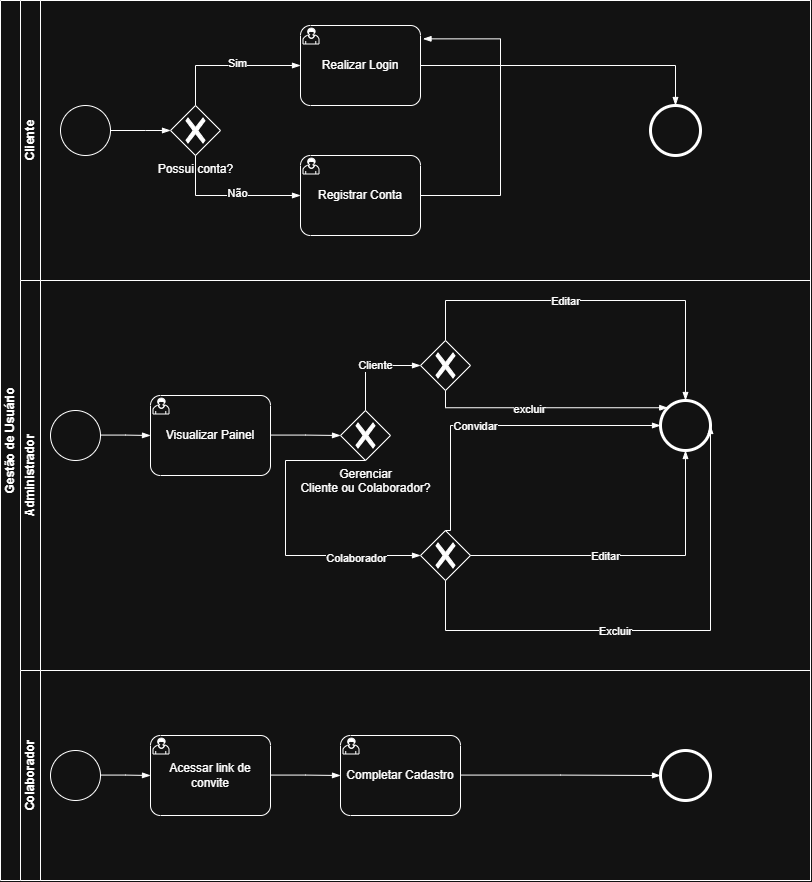 Gestão de Usuário
Cliente
Possui conta?
Sim
Realizar Login
Não
Registrar Conta
Administrador
Visualizar Painel
Gerenciar
Cliente ou Colaborador?
Cliente
Editar
excluir
Convidar
Colaborador
Editar
Excluir
Colaborador
Acessar link de
convite
Completar Cadastro